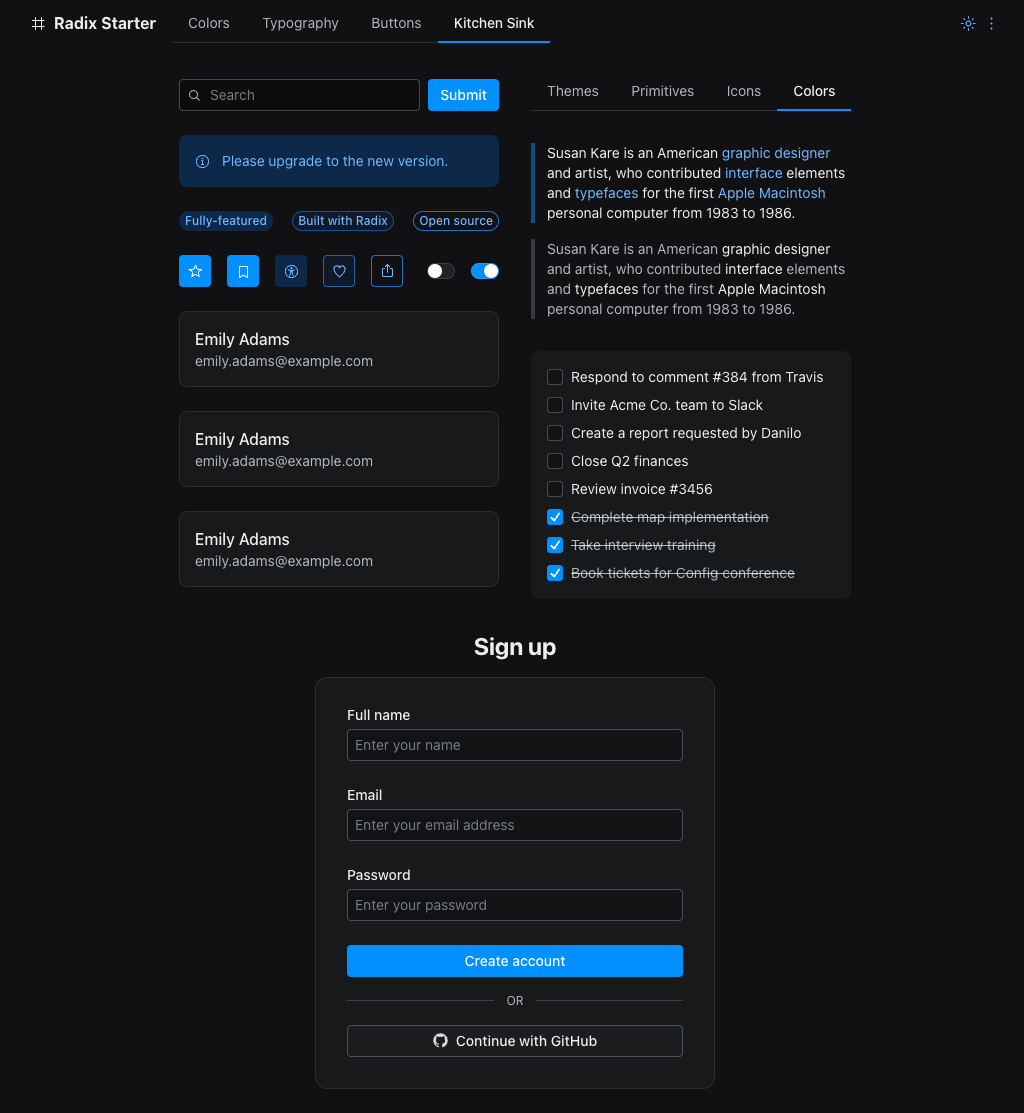 Radix Starter
Colors
Typography
Buttons
Kitchen Sink
Search
Submit
Please upgrade to the new version.
Fully-featured
Built with Radix
Open source
Emily Adams
emily.adams@example.com
Emily Adams
emily.adams@example.com
Emily Adams
emily.adams@example.com
Themes
Primitives
Icons
Colors
Susan Kare is an American graphic designer
and artist, who contributed interface elements
and typefaces for the first Apple Macintosh
personal computer from 1983 to 1986.
Susan Kare is an American graphic designer
and artist, who contributed interface elements
and typefaces for the first Apple Macintosh
personal computer from 1983 to 1986.
Respond to comment #384 from Travis
Invite Acme Co. team to Slack
Create a report requested by Danilo
Close Q2 finances
Review invoice #3456
Complete map implementation
Take interview training
Book tickets for Config conference
Sign up
Full name
Enter your name
Email
Enter your email address
Password
Enter your password
Create account
OR
Continue with GitHub